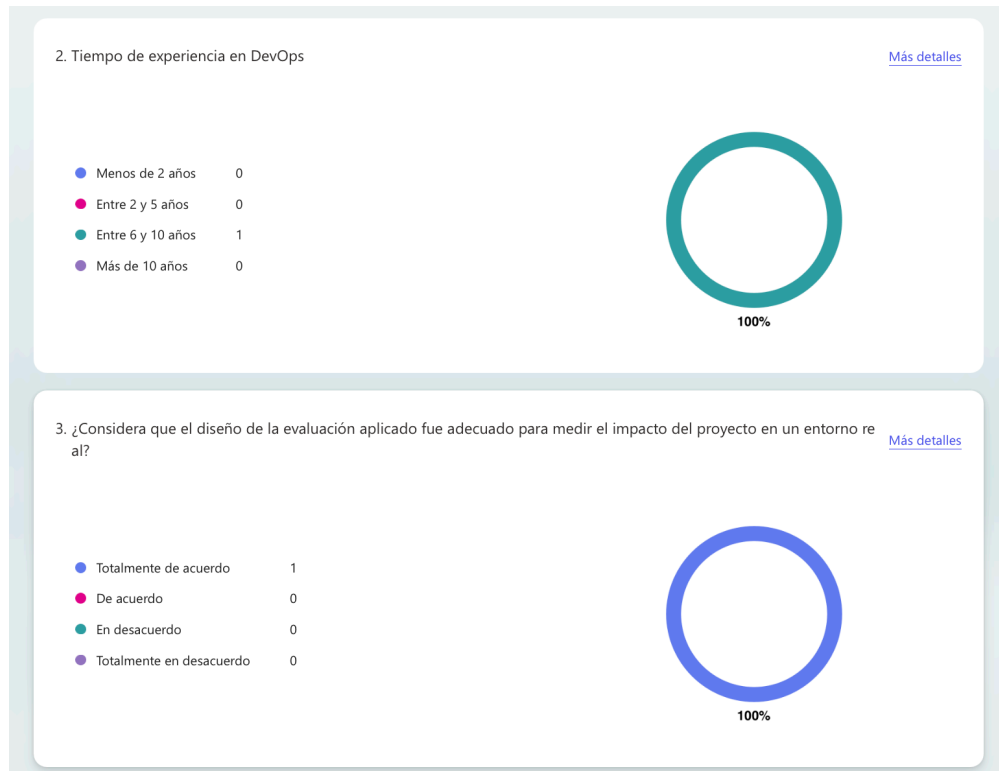 2. Tiempo de experiencia en DevOps
Más detalles
Menos de 2 años 0
Entre 2 y 5 años 0
Entre 6 y 10 años 1
Más de 10 años 0
100%
3. ¿Considera que el diseño de la evaluación aplicado fue adecuado para medir el impacto del proyecto en un entorno re
al?
Más detalles
Totalmente de acuerdo 1
De acuerdo 0
En desacuerdo 0
Totalmente en desacuerdo 0
100%